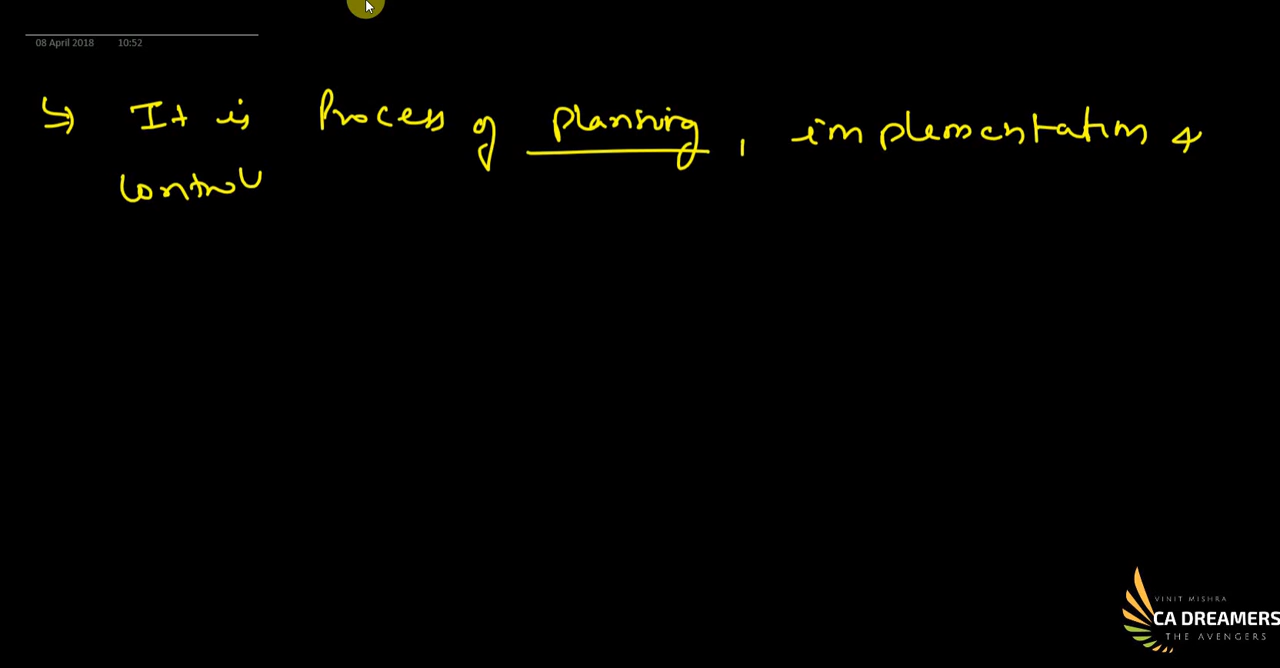 08 April 2018 10:52
↳ It is Process of planning, implementation &
control
VINIT MISHRA
CA DREAMERS
THE AVENGERS